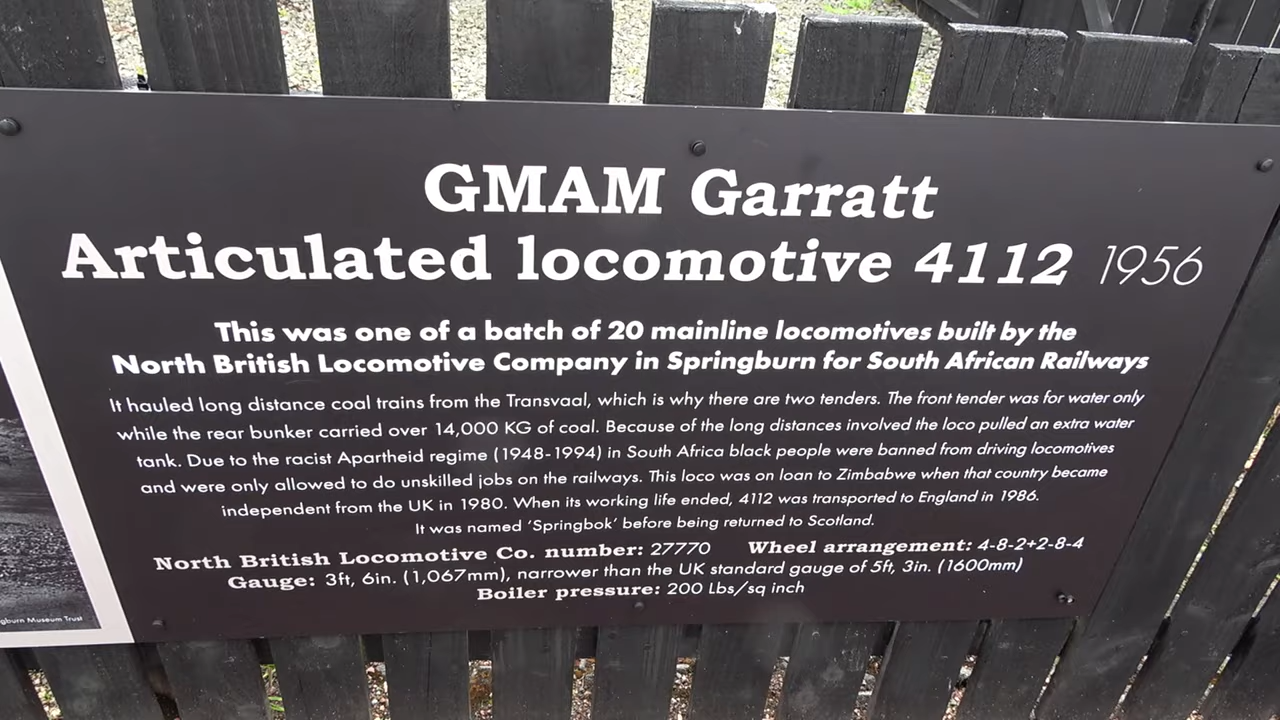 GMAM Garratt
Articulated locomotive 4112 1956
This was one of a batch of 20 mainline locomotives built by the
North British Locomotive Company in Springburn for South African Railways
It hauled long distance coal trains from the Transvaal, which is why there are two tenders. The front tender was for water only
while the rear bunker carried over 14,000 KG of coal. Because of the long distances involved the loco pulled an extra water
tank. Due to the racist Apartheid regime (1948-1994) in South Africa black people were banned from driving locomotives
and were only allowed to do unskilled jobs on the railways. This loco was on loan to Zimbabwe when that country became
independent from the UK in 1980. When its working life ended, 4112 was transported to England in 1986.
It was named ‘Springbok’ before being returned to Scotland.
North British Locomotive Co. number: 27770 Wheel arrangement: 4-8-2+2-8-4
Gauge: 3ft, 6in. (1,067mm), narrower than the UK standard gauge of 5ft, 3in. (1600mm)
Boiler pressure: 200 Lbs/sq inch
Museum Trust